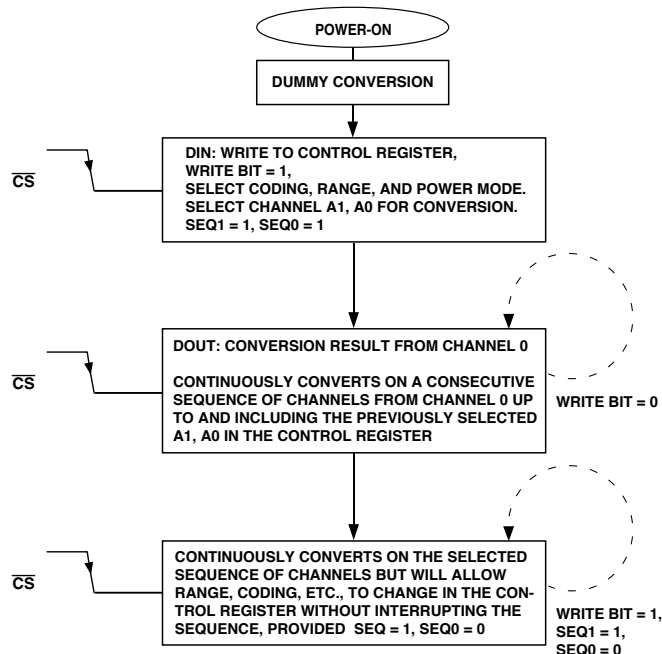 POWER-ON
DUMMY CONVERSION
CS
DIN: WRITE TO CONTROL REGISTER,
WRITE BIT = 1,
SELECT CODING, RANGE, AND POWER MODE.
SELECT CHANNEL A1, A0 FOR CONVERSION.
SEQ1 = 1, SEQ0 = 1
CS
DOUT: CONVERSION RESULT FROM CHANNEL 0
CONTINUOUSLY CONVERTS ON A CONSECUTIVE
SEQUENCE OF CHANNELS FROM CHANNEL 0 UP
TO AND INCLUDING THE PREVIOUSLY SELECTED
A1, A0 IN THE CONTROL REGISTER
WRITE BIT = 0
CS
CONTINUOUSLY CONVERTS ON THE SELECTED
SEQUENCE OF CHANNELS BUT WILL ALLOW
RANGE, CODING, ETC., TO CHANGE IN THE CON-
TROL REGISTER WITHOUT INTERRUPTING THE
SEQUENCE, PROVIDED SEQ = 1, SEQ0 = 0
WRITE BIT = 1,
SEQ1 = 1,
SEQ0 = 0